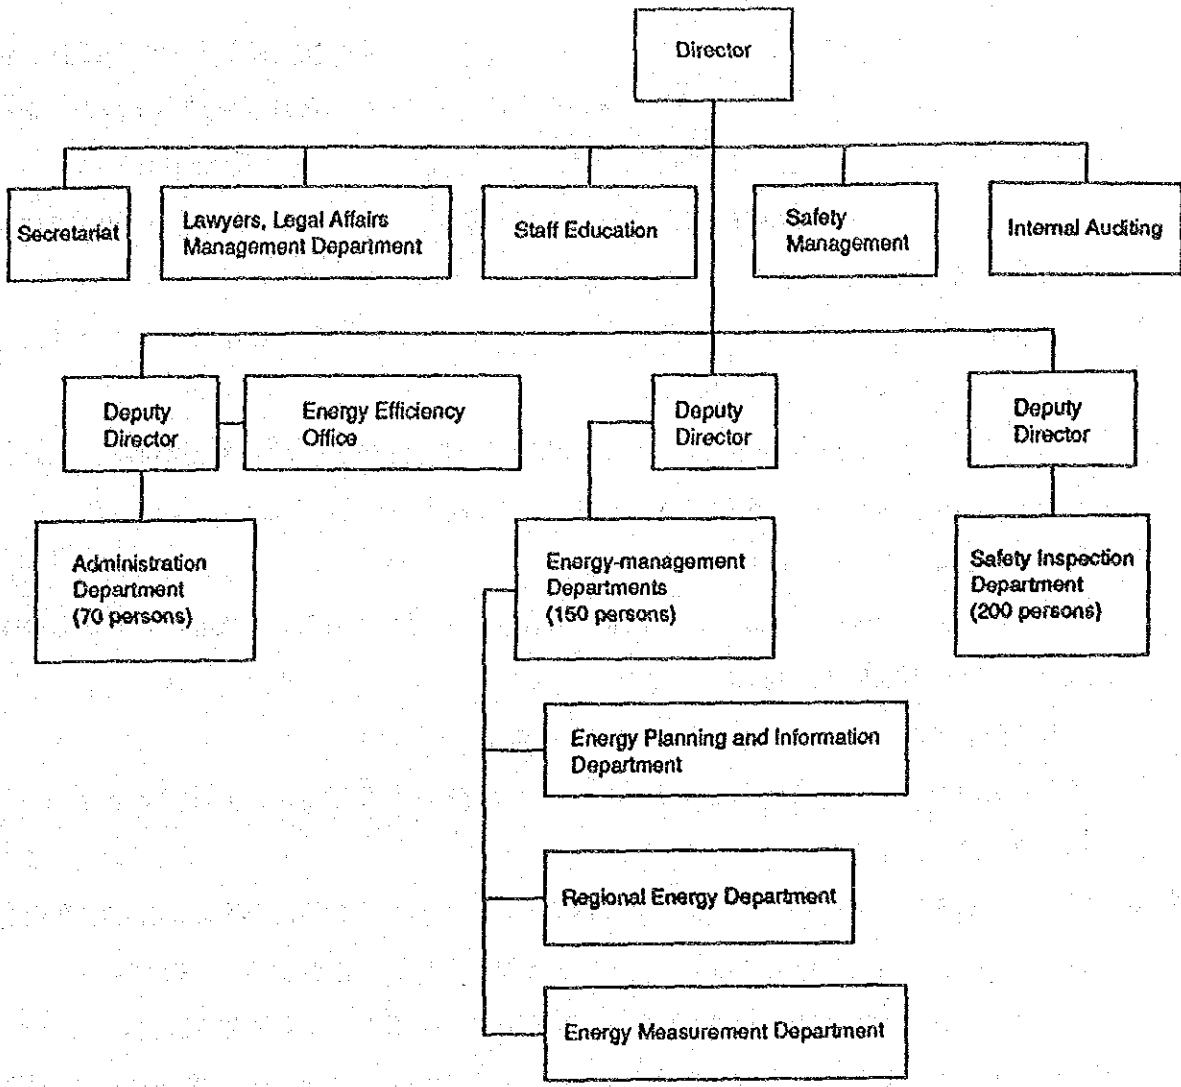 Director
Secretariat
Lawyers, Legal Affairs
Management Department
Staff Education
Safety
Management
Internal Auditing
Deputy
Director
Energy Efficiency
Office
Deputy
Director
Deputy
Director
Administration
Department
(70 persons)
Energy-management
Departments
(150 persons)
Safety Inspection
Department
(200 persons)
Energy Planning and Information
Department
Regional Energy Department
Energy Measurement Department